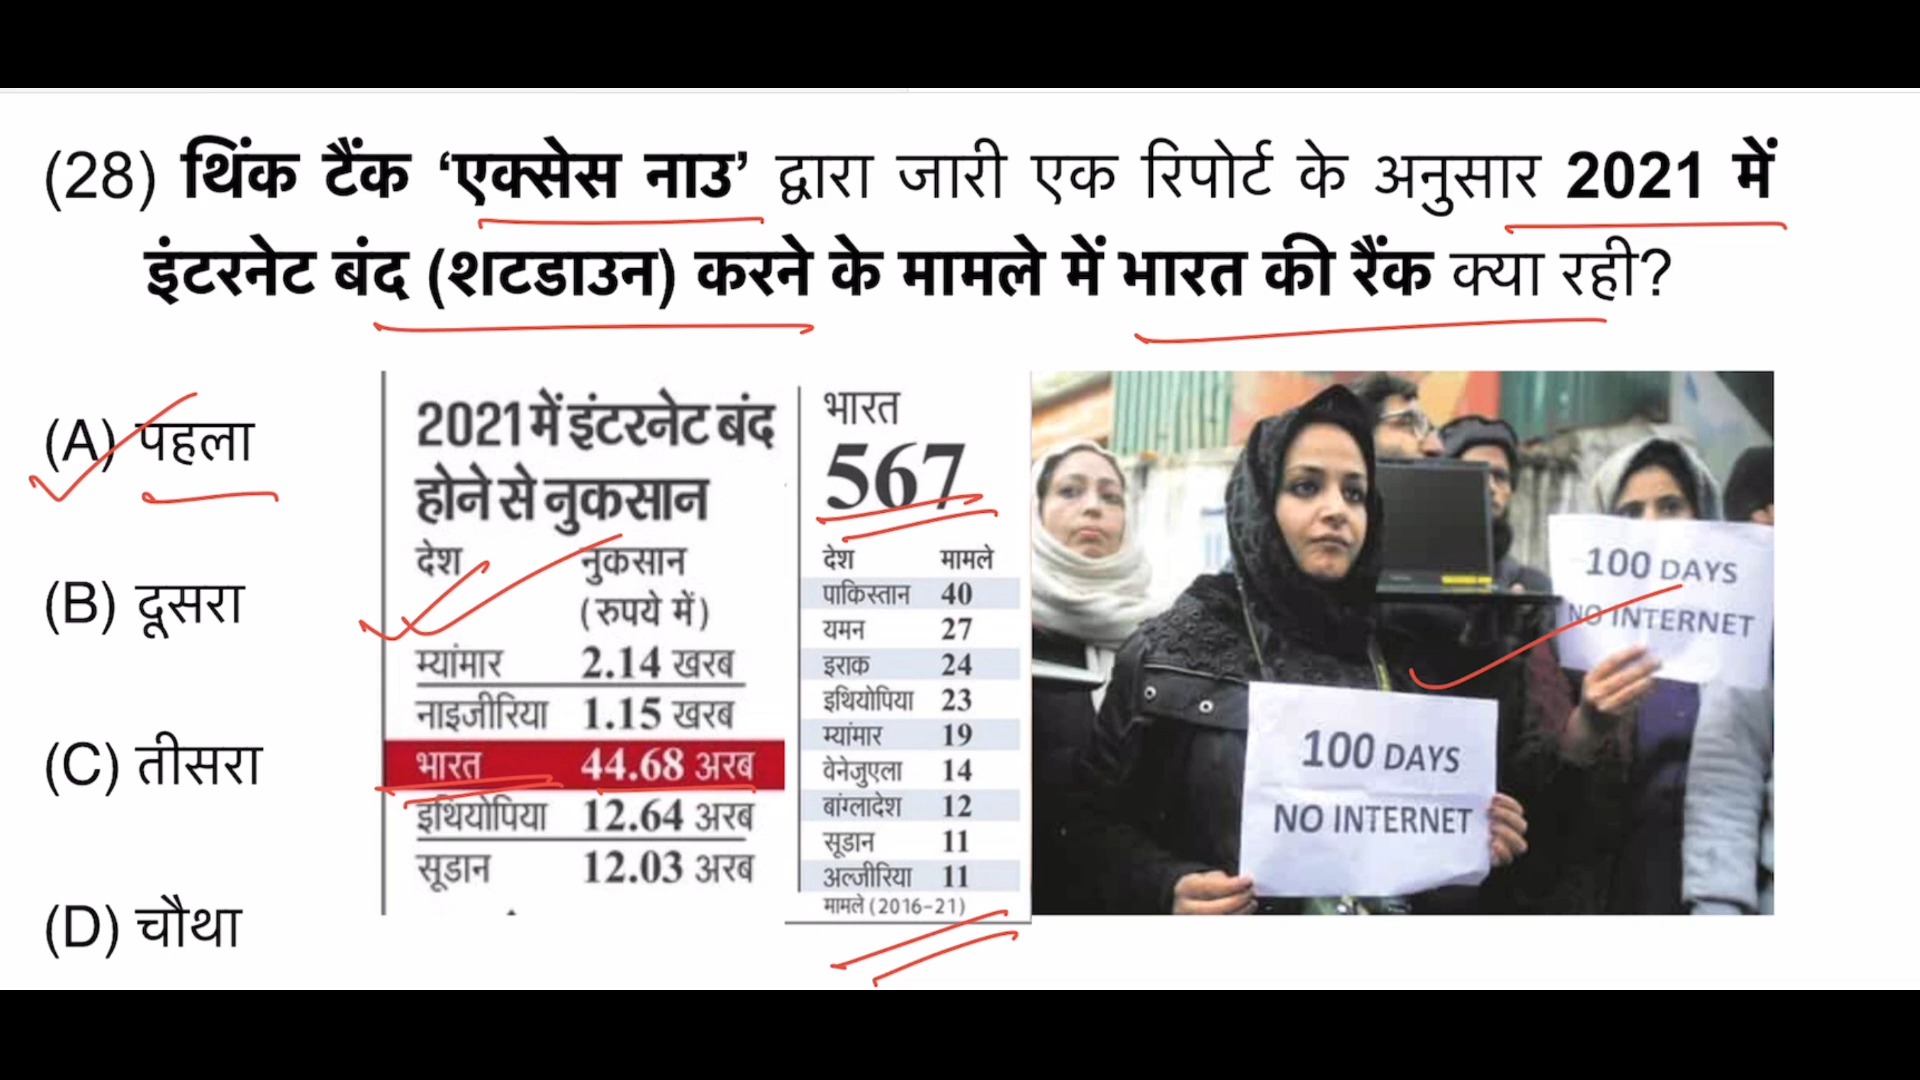 (28) थिंक टैंक ‘एक्सेस नाउ’ द्वारा जारी एक रिपोर्ट के अनुसार 2021 में
इंटरनेट बंद (शटडाउन) करने के मामले में भारत की रैंक क्या रही?
(A) पहला
(B) दूसरा
(C) तीसरा
(D) चौथा
2021 में इंटरनेट बंद
होने से नुकसान
देश नुकसान
(रुपये में)
म्यांमार 2.14 खरब
नाइजीरिया 1.15 खरब
भारत 44.68 अरब
इथियोपिया 12.64 अरब
सूडान 12.03 अरब
भारत
567
देश मामले
पाकिस्तान 40
यमन 27
इराक 24
इथियोपिया 23
म्यांमार 19
वेनेजुएला 14
बांग्लादेश 12
सूडान 11
अल्जीरिया 11
मामले (2016-21)
100 DAYS
NO INTERNET
100 DAYS
NO INTERNET